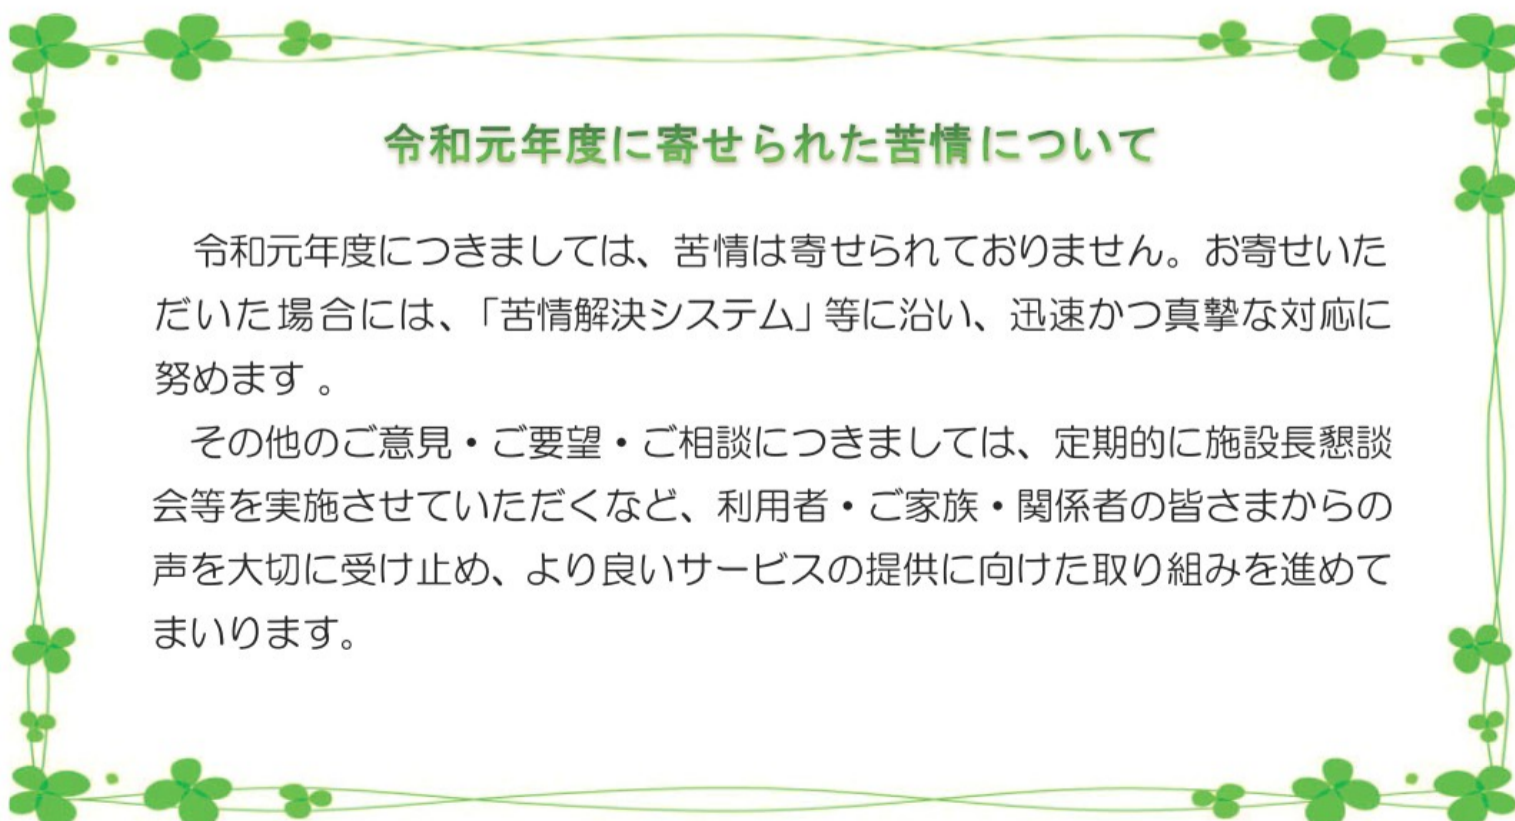 令和元年度に寄せられた苦情について
令和元年度につきましては、苦情は寄せられておりません。お寄せいた
だいた場合には、「苦情解決システム」等に沿い、迅速かつ真摯な対応に
努めます。
その他のご意見・ご要望・ご相談につきましては、定期的に施設長懇談
会等を実施させていただくなど、利用者・ご家族・関係者の皆さまからの
声を大切に受け止め、より良いサービスの提供に向けた取り組みを進めて
まいります。